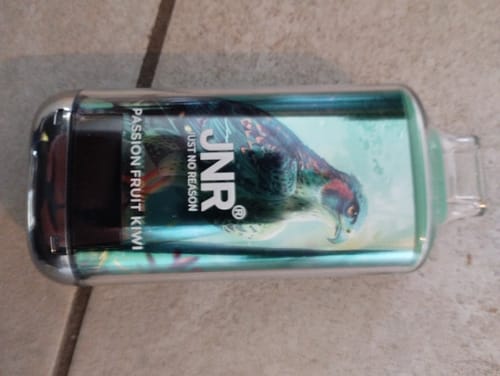 JNR®
JUST NO REASON
PASSION FRUIT KIWI